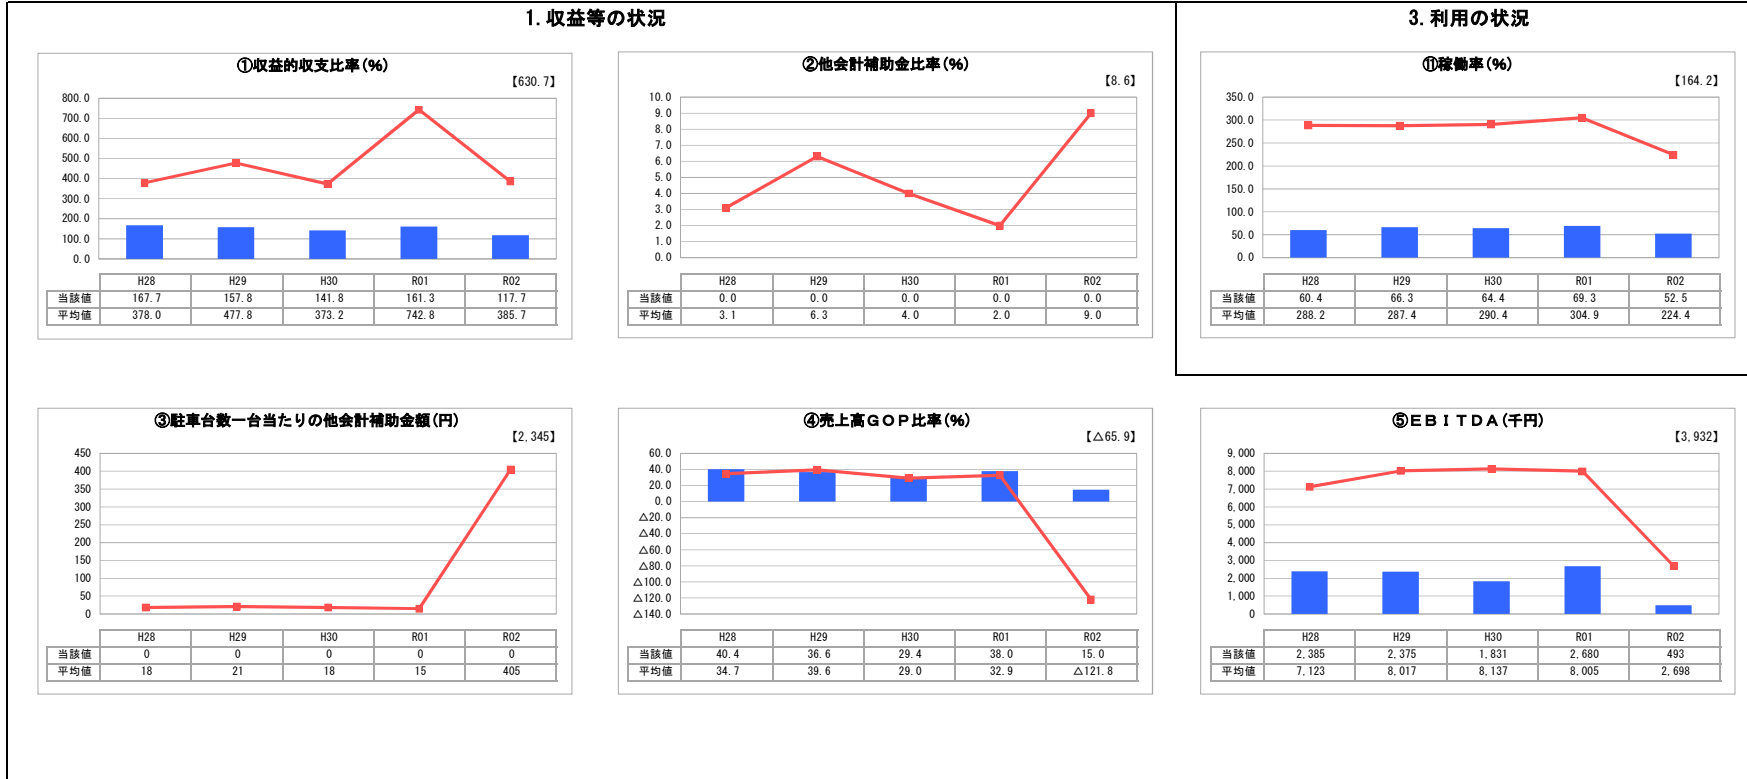 1. 収益等の状況
3. 利用の状況
①収益的収支比率(%)
【630.7】
800.0
700.0
600.0
500.0
400.0
300.0
200.0
100.0
0.0
H28 H29 H30 R01 R02
当該値 167.7 157.8 141.8 161.3 117.7
平均値 378.0 477.8 373.2 742.8 385.7
②他会計補助金比率(%)
【8.6】
10.0
9.0
8.0
7.0
6.0
5.0
4.0
3.0
2.0
1.0
0.0
H28 H29 H30 R01 R02
当該値 0.0 0.0 0.0 0.0 0.0
平均値 3.1 6.3 4.0 2.0 9.0
⑪稼働率(%)
【164.2】
350.0
300.0
250.0
200.0
150.0
100.0
50.0
0.0
H28 H29 H30 R01 R02
当該値 60.4 66.3 64.4 69.3 52.5
平均値 288.2 287.4 290.4 304.9 224.4
③駐車台数一台当たりの他会計補助金額(円)
【2,345】
450
400
350
300
250
200
150
100
50
0
H28 H29 H30 R01 R02
当該値 0 0 0 0 0
平均値 18 21 18 15 405
④売上高GOP比率(%)
【△65.9】
60.0
40.0
20.0
0.0
△20.0
△40.0
△60.0
△80.0
△100.0
△120.0
△140.0
H28 H29 H30 R01 R02
当該値 40.4 36.6 29.4 38.0 15.0
平均値 34.7 39.6 29.0 32.9 △121.8
⑤EBITDA(千円)
【3,932】
9,000
8,000
7,000
6,000
5,000
4,000
3,000
2,000
1,000
0
H28 H29 H30 R01 R02
当該値 2,385 2,375 1,831 2,680 493
平均値 7,123 8,017 8,137 8,005 2,698